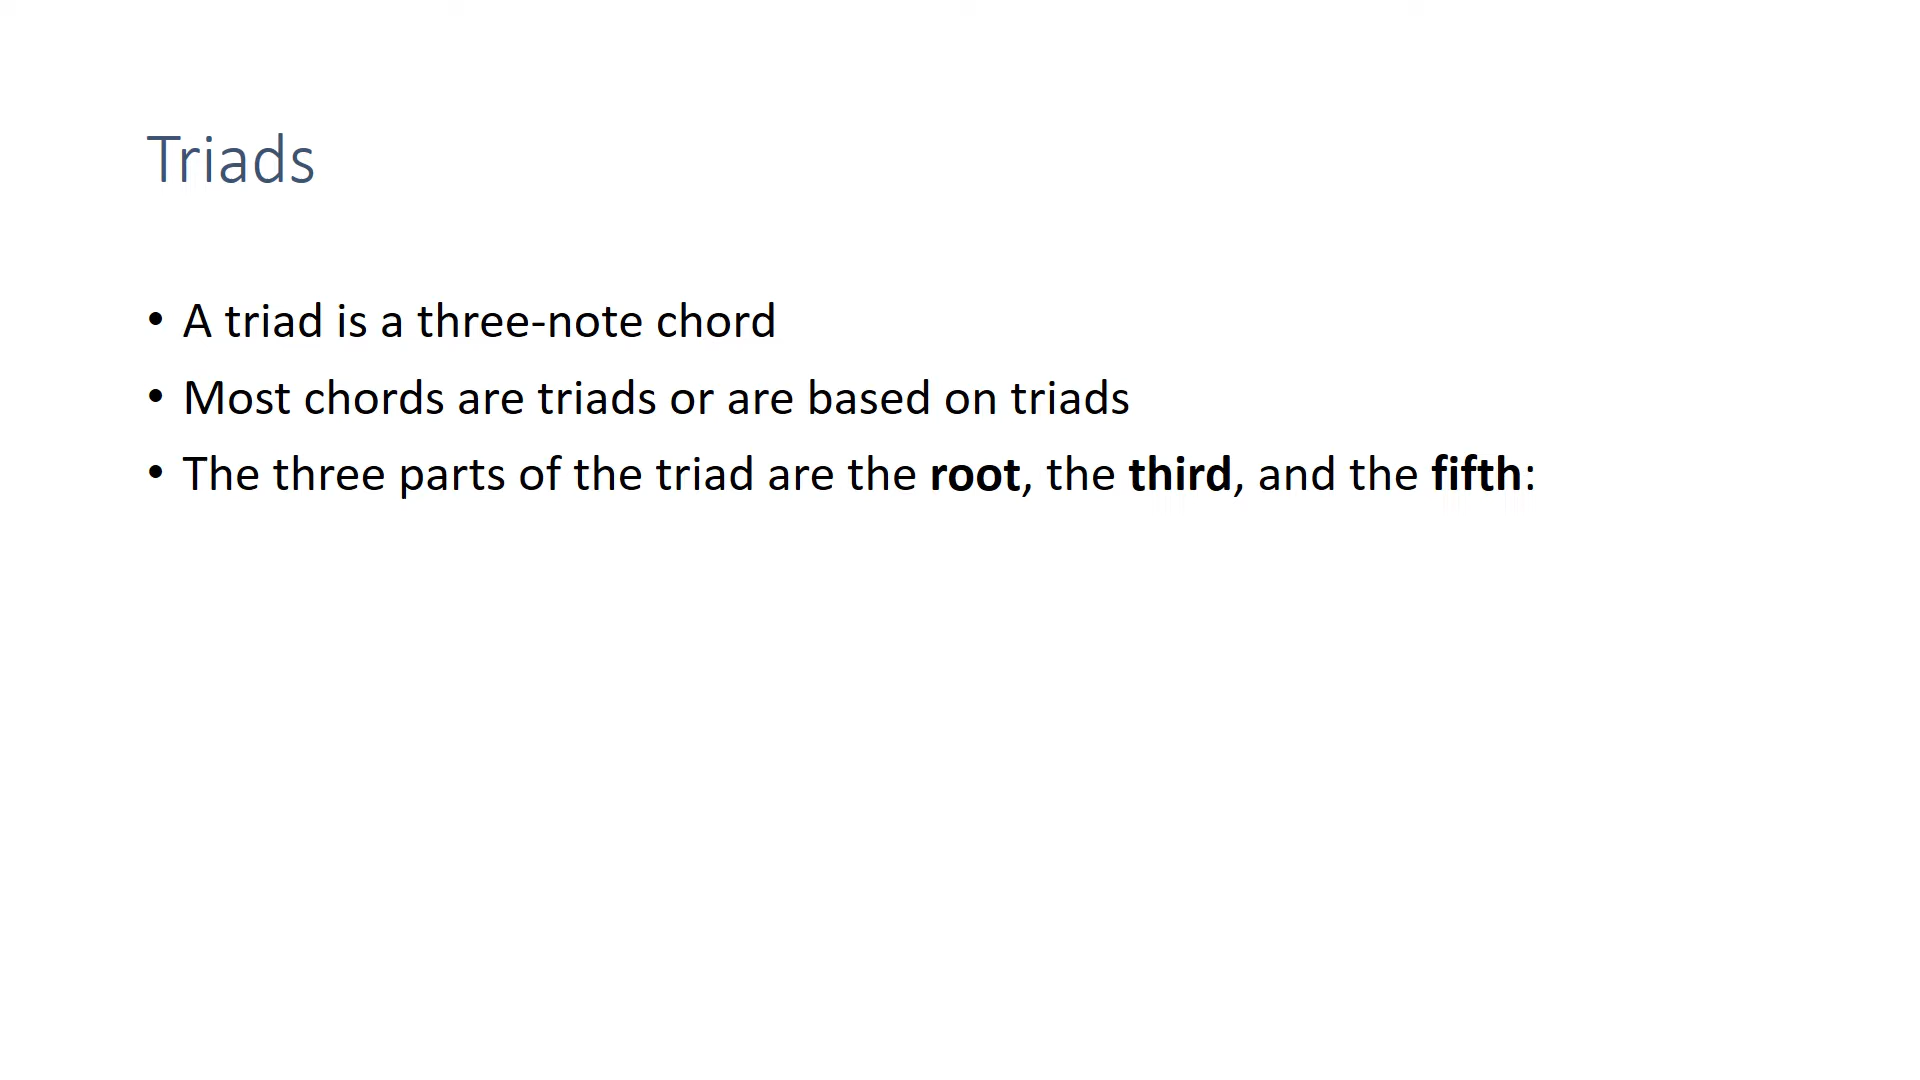 Triads
• A triad is a three-note chord
• Most chords are triads or are based on triads
• The three parts of the triad are the root, the third, and the fifth: